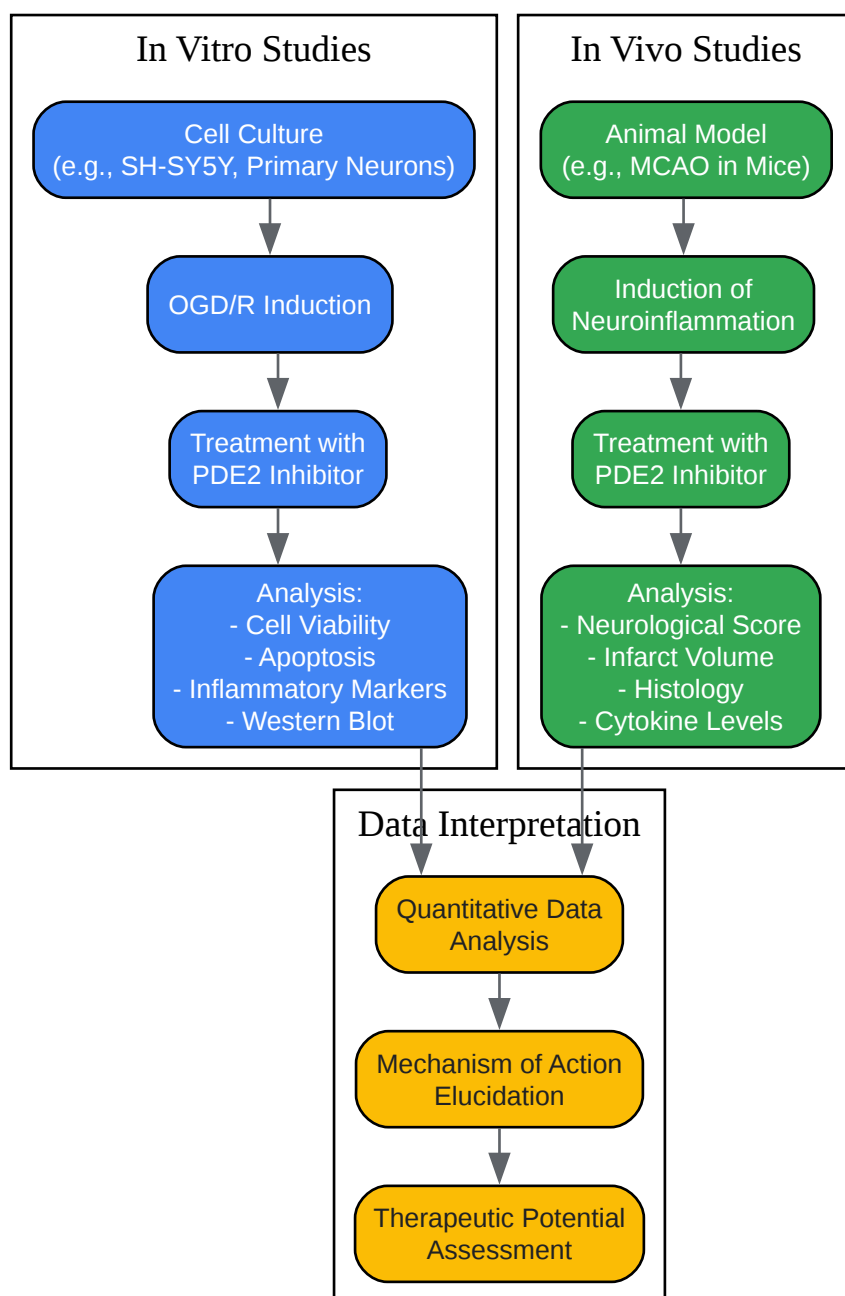 In Vitro Studies
Cell Culture
(e.g., SH-SY5Y, Primary Neurons)
OGD/R Induction
Treatment with
PDE2 Inhibitor
Analysis:
- Cell Viability
- Apoptosis
- Inflammatory Markers
- Western Blot
In Vivo Studies
Animal Model
(e.g., MCAO in Mice)
Induction of
Neuroinflammation
Treatment with
PDE2 Inhibitor
Analysis:
- Neurological Score
- Infarct Volume
- Histology
- Cytokine Levels
Data Interpretation
Quantitative Data
Analysis
Mechanism of Action
Elucidation
Therapeutic Potential
Assessment